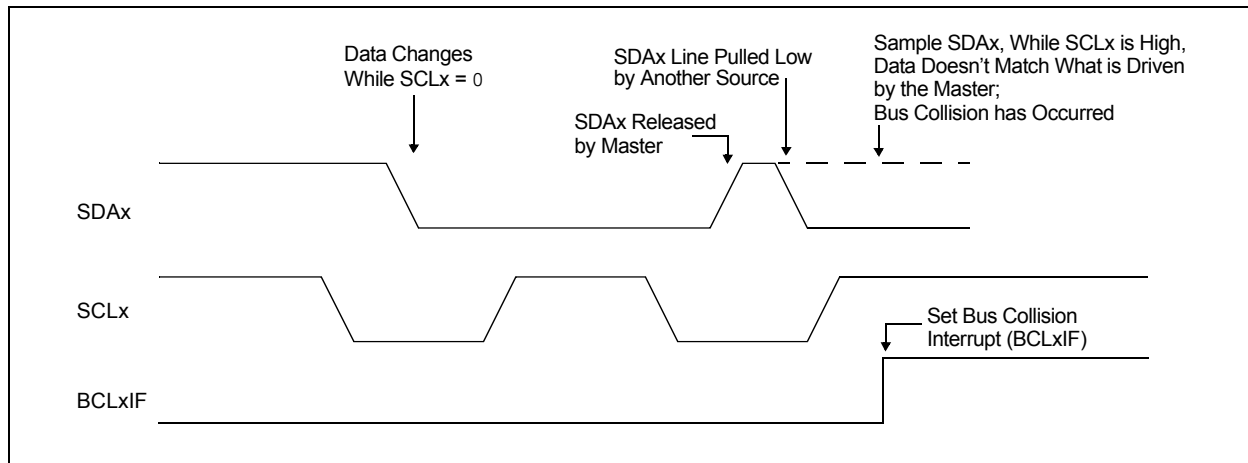 Data Changes
While SCLx = 0
SDAx Line Pulled Low
by Another Source
Sample SDAx, While SCLx is High,
Data Doesn't Match What is Driven
by the Master;
Bus Collision has Occurred
SDAx Released
by Master
SDAx
SCLx
Set Bus Collision
Interrupt (BCLxIF)
BCLxIF